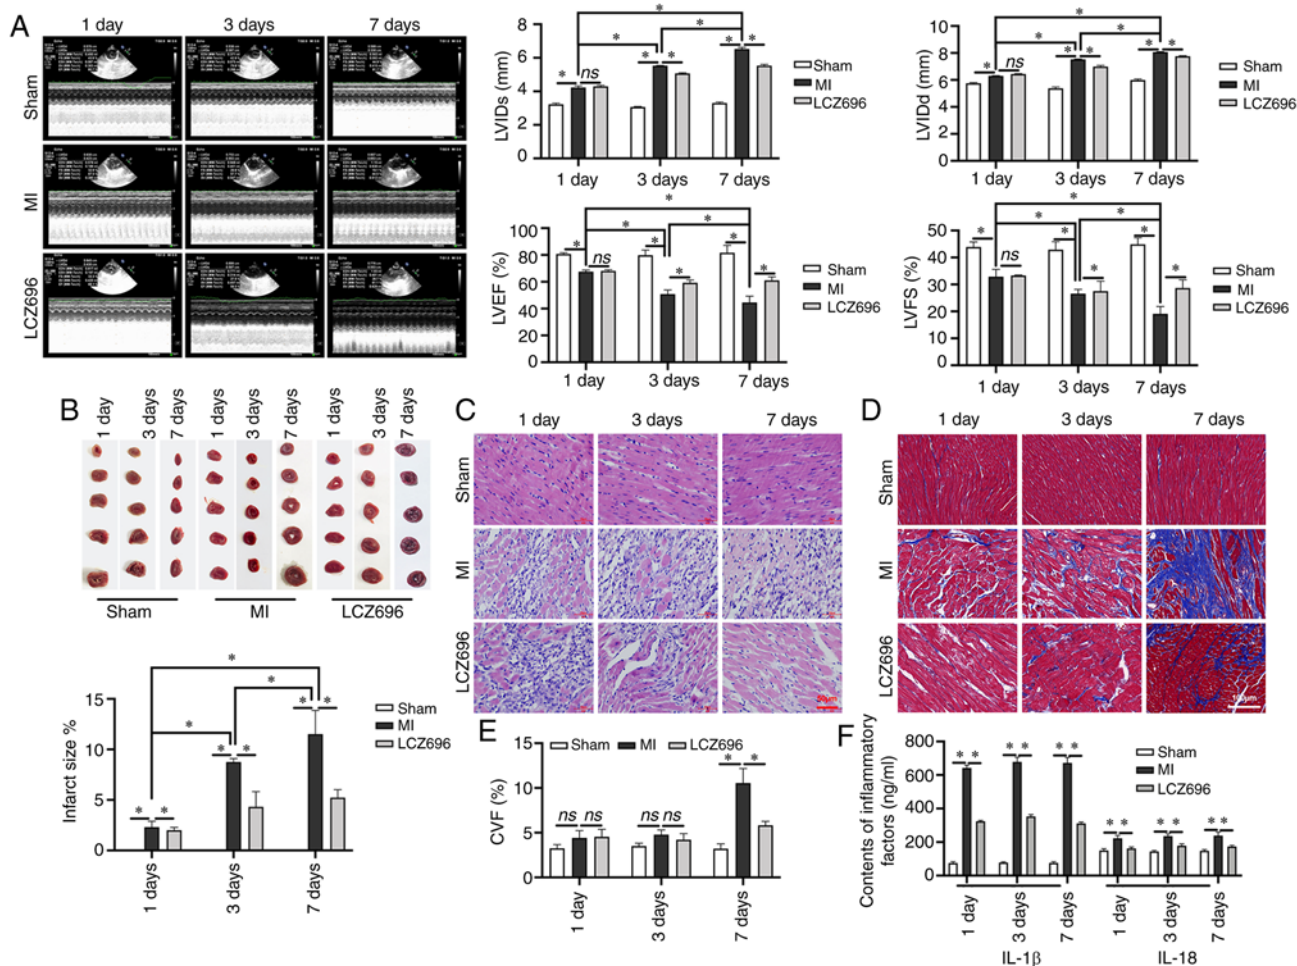 A
1 day
3 days
7 days
Sham
MI
LCZ696
LVIDs (mm)
8
6
4
2
0
*
*
*
* ns
* *
* *
1 day
3 days
7 days
Sham
MI
LCZ696
LVIDd (mm)
10
8
6
4
2
0
*
*
*
* ns
* *
* *
1 day
3 days
7 days
Sham
MI
LCZ696
LVEF (%)
100
80
60
40
20
0
*
*
*
* ns
* *
* *
1 day
3 days
7 days
Sham
MI
LCZ696
LVFS (%)
50
40
30
20
10
0
*
*
*
* ns
* *
* *
1 day
3 days
7 days
Sham
MI
LCZ696
B
1 day
3 days
7 days
1 day
3 days
7 days
1 day
3 days
7 days
Sham
MI
LCZ696
Infarct size %
15
10
5
0
*
*
*
* *
* *
* *
1 days
3 days
7 days
Sham
MI
LCZ696
C
1 day
3 days
7 days
Sham
MI
LCZ696
50μm
D
1 day
3 days
7 days
Sham
MI
LCZ696
100μm
E
CVF (%)
15
10
5
0
Sham
MI
LCZ696
ns ns
ns ns
* *
1 day
3 days
7 days
F
Contents of inflammatory
factors (ng/ml)
800
600
400
200
0
* *
* *
* *
* *
* *
* *
Sham
MI
LCZ696
1 day
3 days
7 days
1 day
3 days
7 days
IL-1β
IL-18